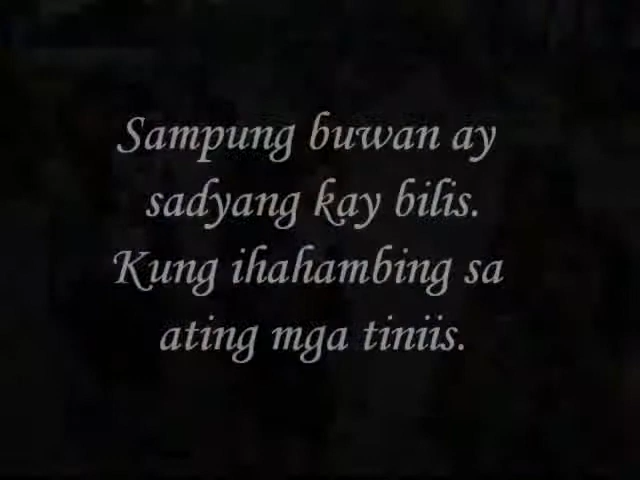 Sampung buwan ay
sadyang kay bilis.
Kung ihahambing sa
ating mga tiniis.